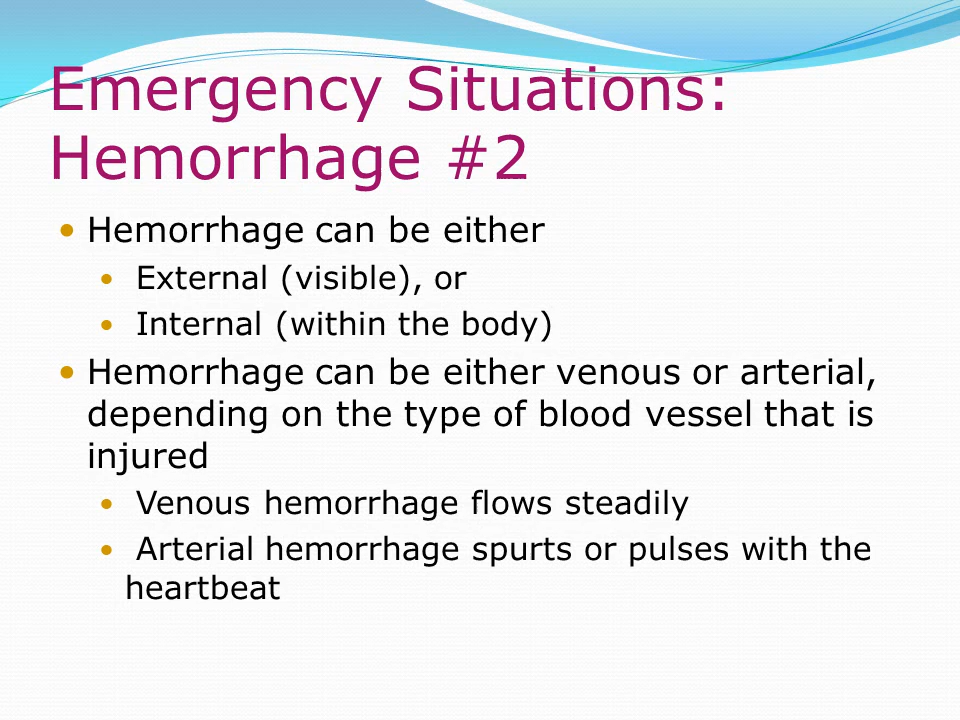 Emergency Situations:
Hemorrhage #2
• Hemorrhage can be either
• External (visible), or
• Internal (within the body)
• Hemorrhage can be either venous or arterial,
depending on the type of blood vessel that is
injured
• Venous hemorrhage flows steadily
• Arterial hemorrhage spurts or pulses with the
heartbeat